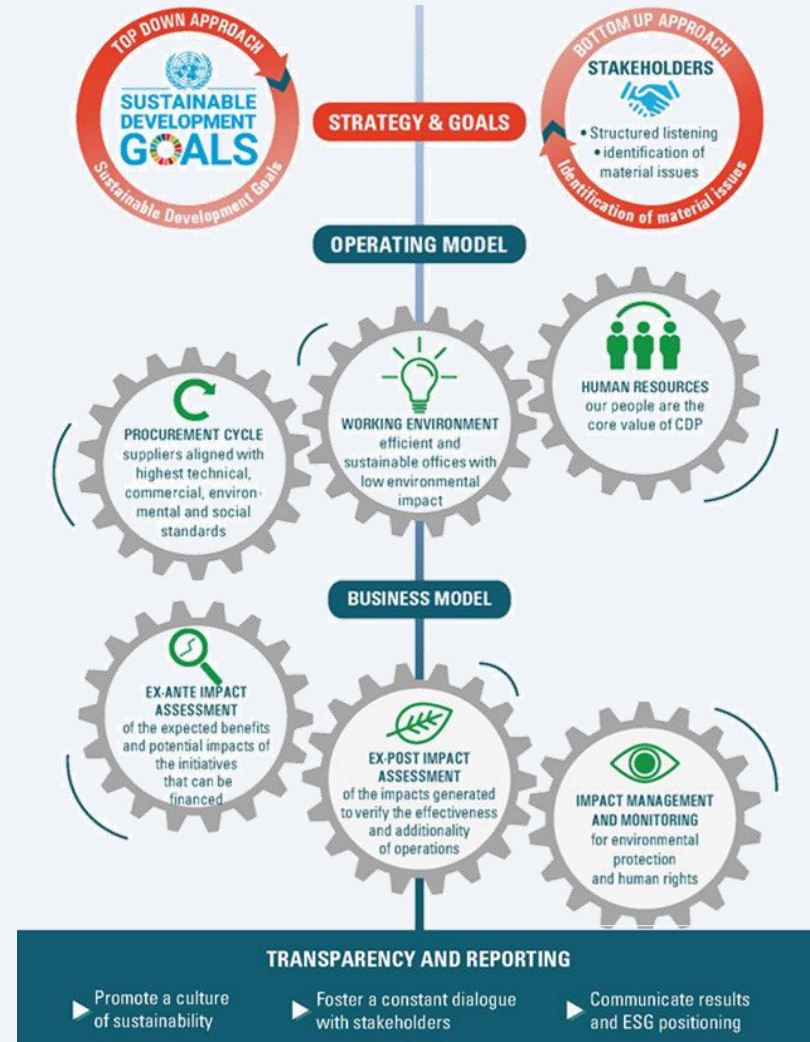 TOP DOWN APPROACH
SUSTAINABLE
DEVELOPMENT
GOALS
Sustainable Development Goals
STRATEGY & GOALS
BOTTOM UP APPROACH
STAKEHOLDERS
• Structured listening
• identification of
material issues
Identification of material issues
OPERATING MODEL
PROCUREMENT CYCLE
suppliers aligned with
highest technical,
commercial, environ-
mental and social
standards
WORKING ENVIRONMENT
efficient and
sustainable offices with
low environmental
impact
HUMAN RESOURCES
our people are the
core value of CDP
BUSINESS MODEL
EX-ANTE IMPACT
ASSESSMENT
of the expected benefits
and potential impacts of
the initiatives
that can be
financed
EX-POST IMPACT
ASSESSMENT
of the impacts generated
to verify the effectiveness
and additionality
of operations
IMPACT MANAGEMENT
AND MONITORING
for environmental
protection
and human rights
TRANSPARENCY AND REPORTING
Promote a culture
of sustainability
Foster a constant dialogue
with stakeholders
Communicate results
and ESG positioning